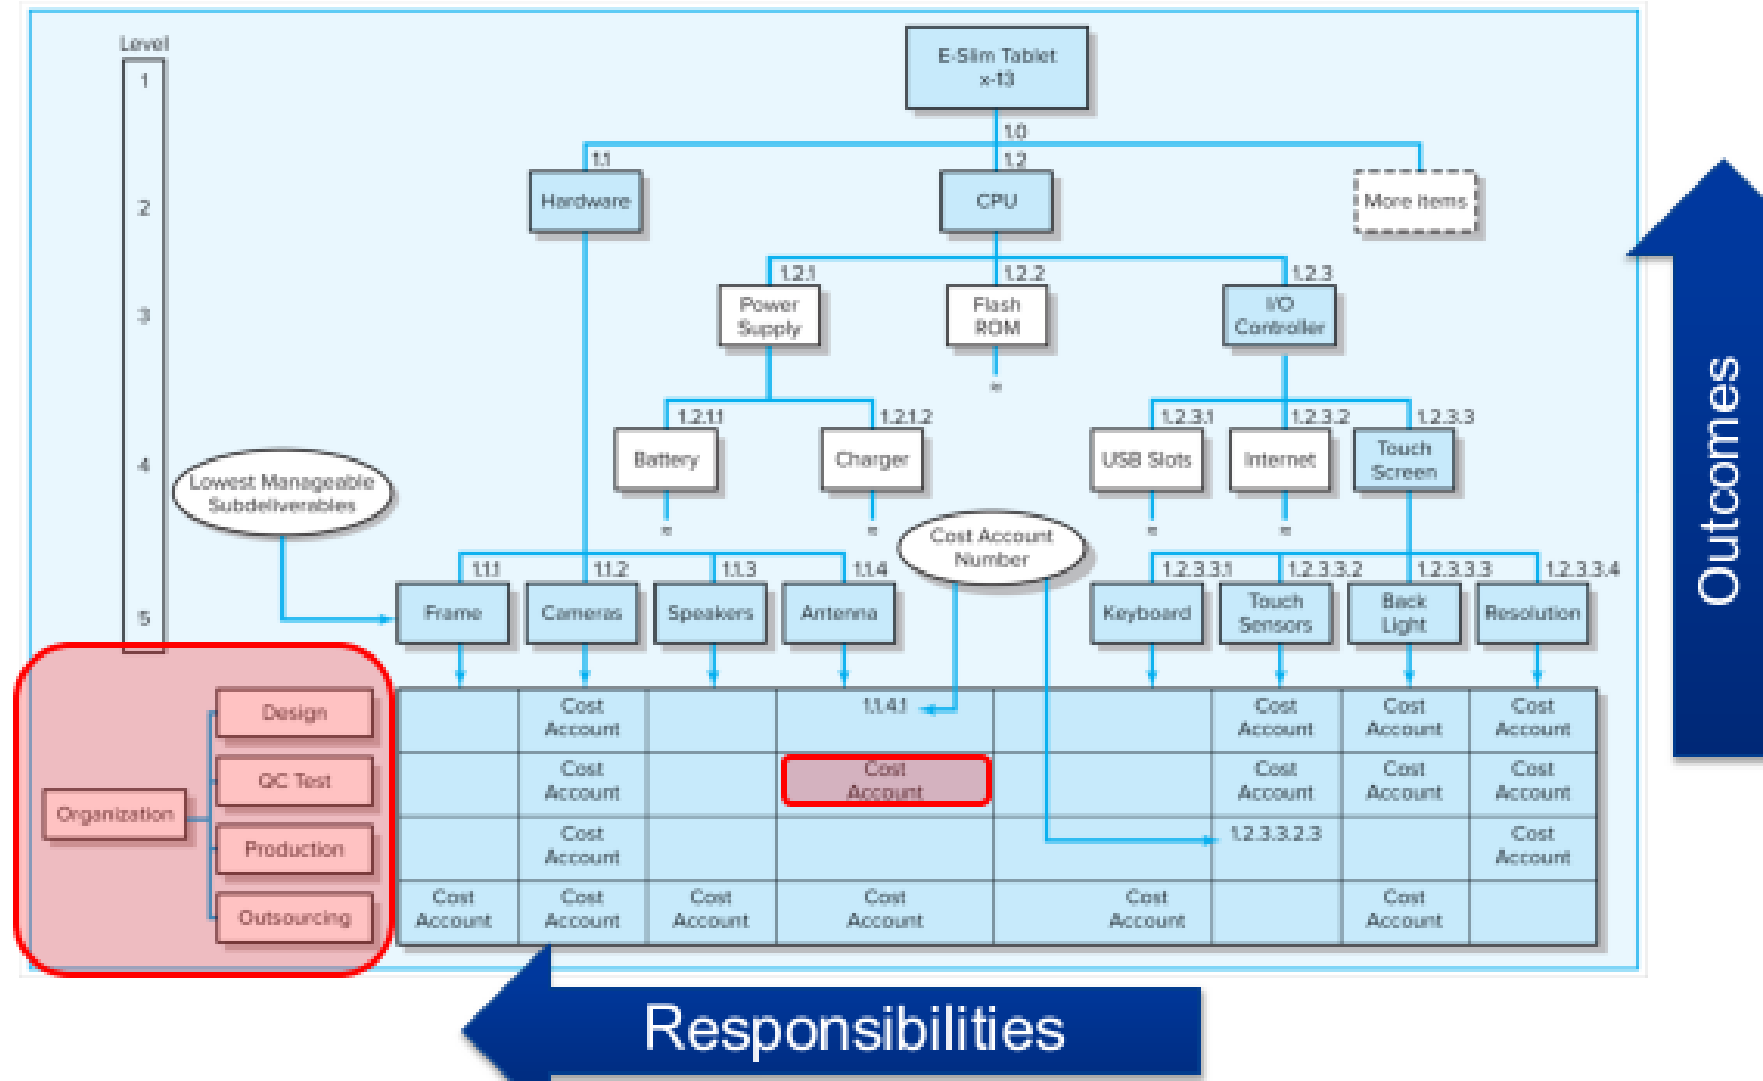 Level
1
2
3
4
5
E-Slim Tablet
x-13
1.0
1.1
1.2
Hardware
CPU
More items
1.2.1
1.2.2
1.2.3
Power
Supply
Flash
ROM
I/O
Controller
1.2.1.1
1.2.1.2
1.2.3.1
1.2.3.2
1.2.3.3
Battery
Charger
USB Slots
Internet
Touch
Screen
Lowest Manageable
Subdeliverables
Cost Account
Number
1.1.1
1.1.2
1.1.3
1.1.4
1.2.3.3.1
1.2.3.3.2
1.2.3.3.3
1.2.3.3.4
Frame
Cameras
Speakers
Antenna
Keyboard
Touch
Sensors
Back
Light
Resolution
Organization
Design
Cost
Account
1.1.4.1
Cost
Account
Cost
Account
Cost
Account
QC Test
Cost
Account
Cost
Account
Cost
Account
Cost
Account
Cost
Account
Production
Cost
Account
1.2.3.3.2.3
Cost
Account
Outsourcing
Cost
Account
Cost
Account
Cost
Account
Cost
Account
Cost
Account
Cost
Account
Outcomes
Responsibilities